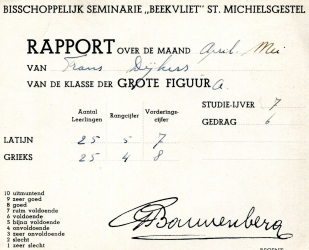 BISSCHOPPELIJK SEMINARIE „BEEKVLIET" ST. MICHIELSGESTEL
RAPPORT OVER DE MAAND April, Mei
VAN Frans Dijkers
VAN DE KLASSE DER GROTE FIGUUR A.
STUDIE-IJVER 7
GEDRAG 6
Aantal Leerlingen Rangcijfer Vorderingscijfer
LATIJN 25 5 7
GRIEKS 25 4 8
10 uitmuntend
9 zeer goed
8 goed
7 ruim voldoende
6 voldoende
5 bijna voldoende
4 onvoldoende
3 zeer onvoldoende
2 slecht
1 zeer slecht
Bannenberg
REGENT